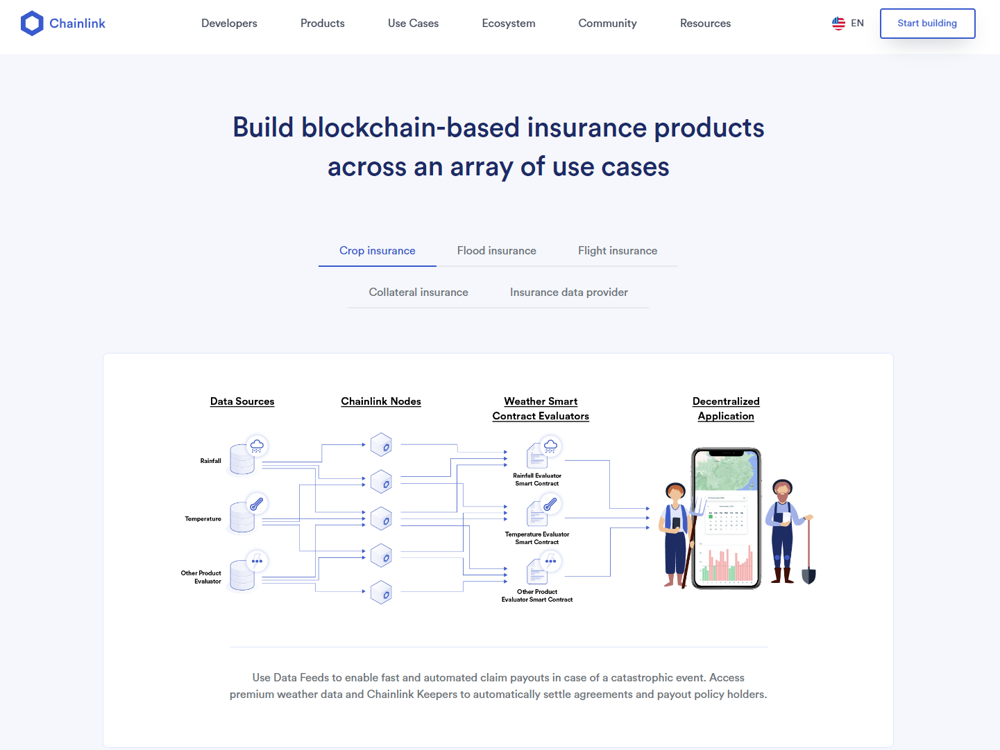 Chainlink
Developers
Products
Use Cases
Ecosystem
Community
Resources
EN
Start building
Build blockchain-based insurance products
across an array of use cases
Crop insurance
Flood insurance
Flight insurance
Collateral insurance
Insurance data provider
Data Sources
Chainlink Nodes
Weather Smart
Contract Evaluators
Decentralized
Application
Rainfall
Temperature
Other Product
Evaluator
Rainfall Evaluator
Smart Contract
Temperature Evaluator
Smart Contract
Other Product
Evaluator Smart Contract
Use Data Feeds to enable fast and automated claim payouts in case of a catastrophic event. Access
premium weather data and Chainlink Keepers to automatically settle agreements and payout policy holders.